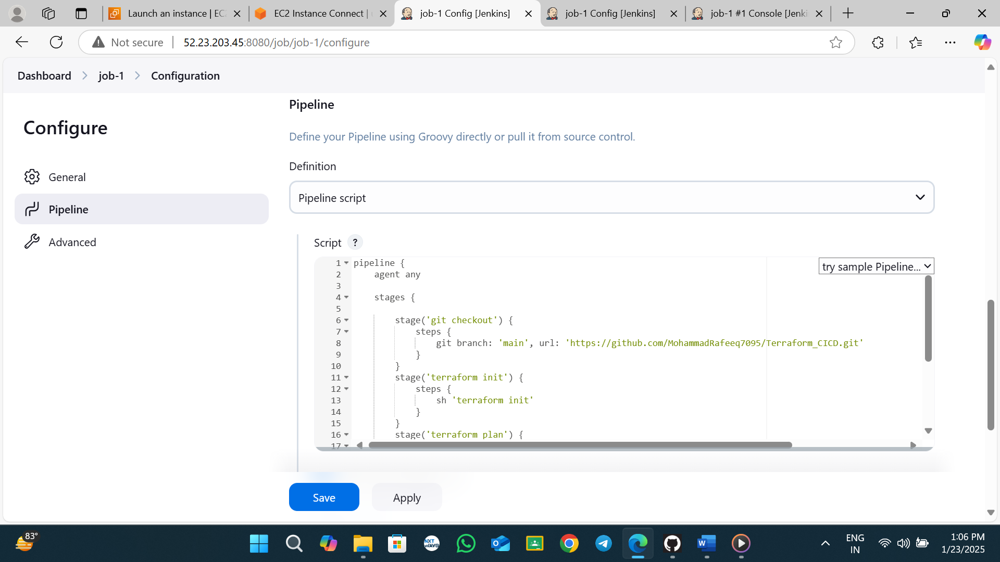 Launch an instance | EC
EC2 Instance Connect |
job-1 Config [Jenkins]
job-1 Config [Jenkins]
job-1 #1 Console [Jenki
Not secure
52.23.203.45:8080/job/job-1/configure
Dashboard
job-1
Configuration
Configure
General
Pipeline
Advanced
Pipeline
Define your Pipeline using Groovy directly or pull it from source control.
Definition
Pipeline script
Script ?
try sample Pipeline...
1 pipeline {
2 agent any
3
4 stages {
5
6 stage('git checkout') {
7 steps {
8 git branch: 'main', url: 'https://github.com/MohammadRafeeq7095/Terraform_CICD.git'
9 }
10 }
11 stage('terraform init') {
12 steps {
13 sh 'terraform init'
14 }
15 }
16 stage('terraform plan') {
17
Save
Apply
83°
NXT
WAVE
ENG
IN
1:06 PM
1/23/2025